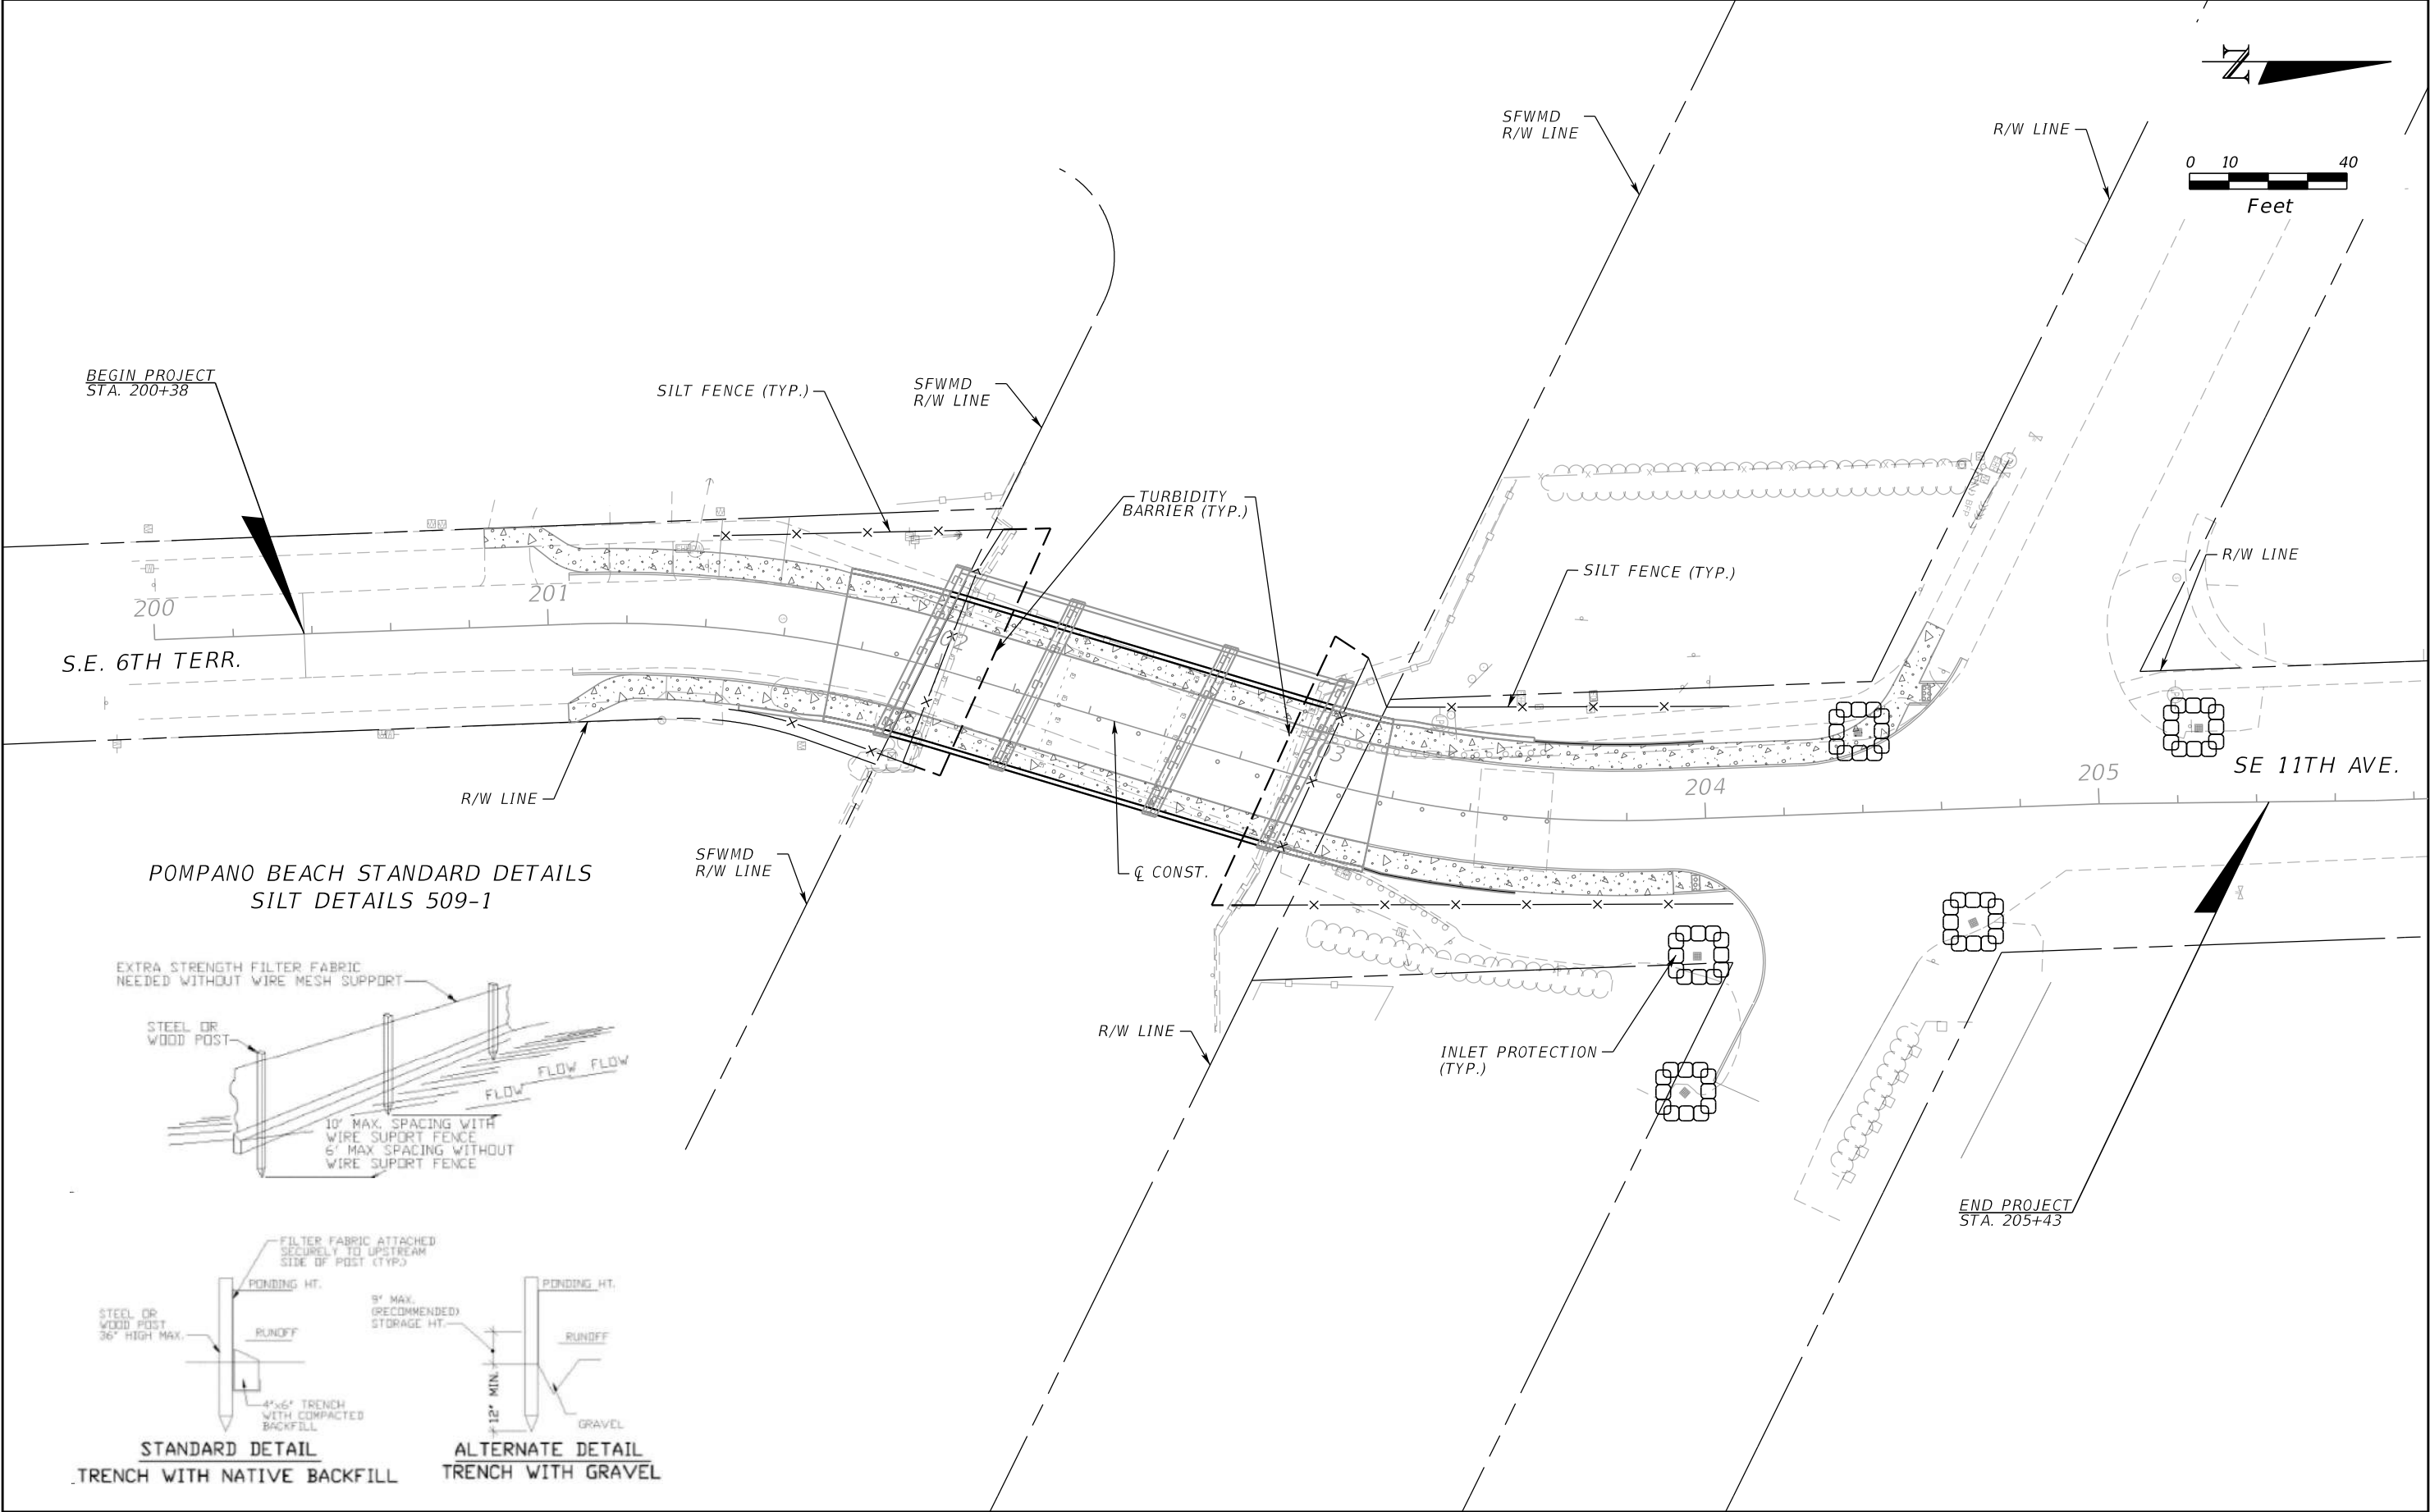 N
SFWMD
R/W LINE
R/W LINE
0 10 40
Feet
BEGIN PROJECT
STA. 200+38
SILT FENCE (TYP.)
SFWMD
R/W LINE
TURBIDITY
BARRIER (TYP.)
R/W LINE
SILT FENCE (TYP.)
200
201
202
203
204
205
S.E. 6TH TERR.
SE 11TH AVE.
R/W LINE
SFWMD
R/W LINE
℄ CONST.
POMPANO BEACH STANDARD DETAILS
SILT DETAILS 509-1
EXTRA STRENGTH FILTER FABRIC
NEEDED WITHOUT WIRE MESH SUPPORT
STEEL OR
WOOD POST
FLOW FLOW
FLOW
10' MAX. SPACING WITH
WIRE SUPORT FENCE
6' MAX SPACING WITHOUT
WIRE SUPORT FENCE
R/W LINE
INLET PROTECTION
(TYP.)
END PROJECT
STA. 205+43
FILTER FABRIC ATTACHED
SECURELY TO UPSTREAM
SIDE OF POST (TYP.)
PONDING HT.
STEEL OR
WOOD POST
36" HIGH MAX.
RUNOFF
4"x6" TRENCH
WITH COMPACTED
BACKFILL
STANDARD DETAIL
TRENCH WITH NATIVE BACKFILL
PONDING HT.
9" MAX.
(RECOMMENDED)
STORAGE HT.
RUNOFF
12" MIN.
GRAVEL
ALTERNATE DETAIL
TRENCH WITH GRAVEL